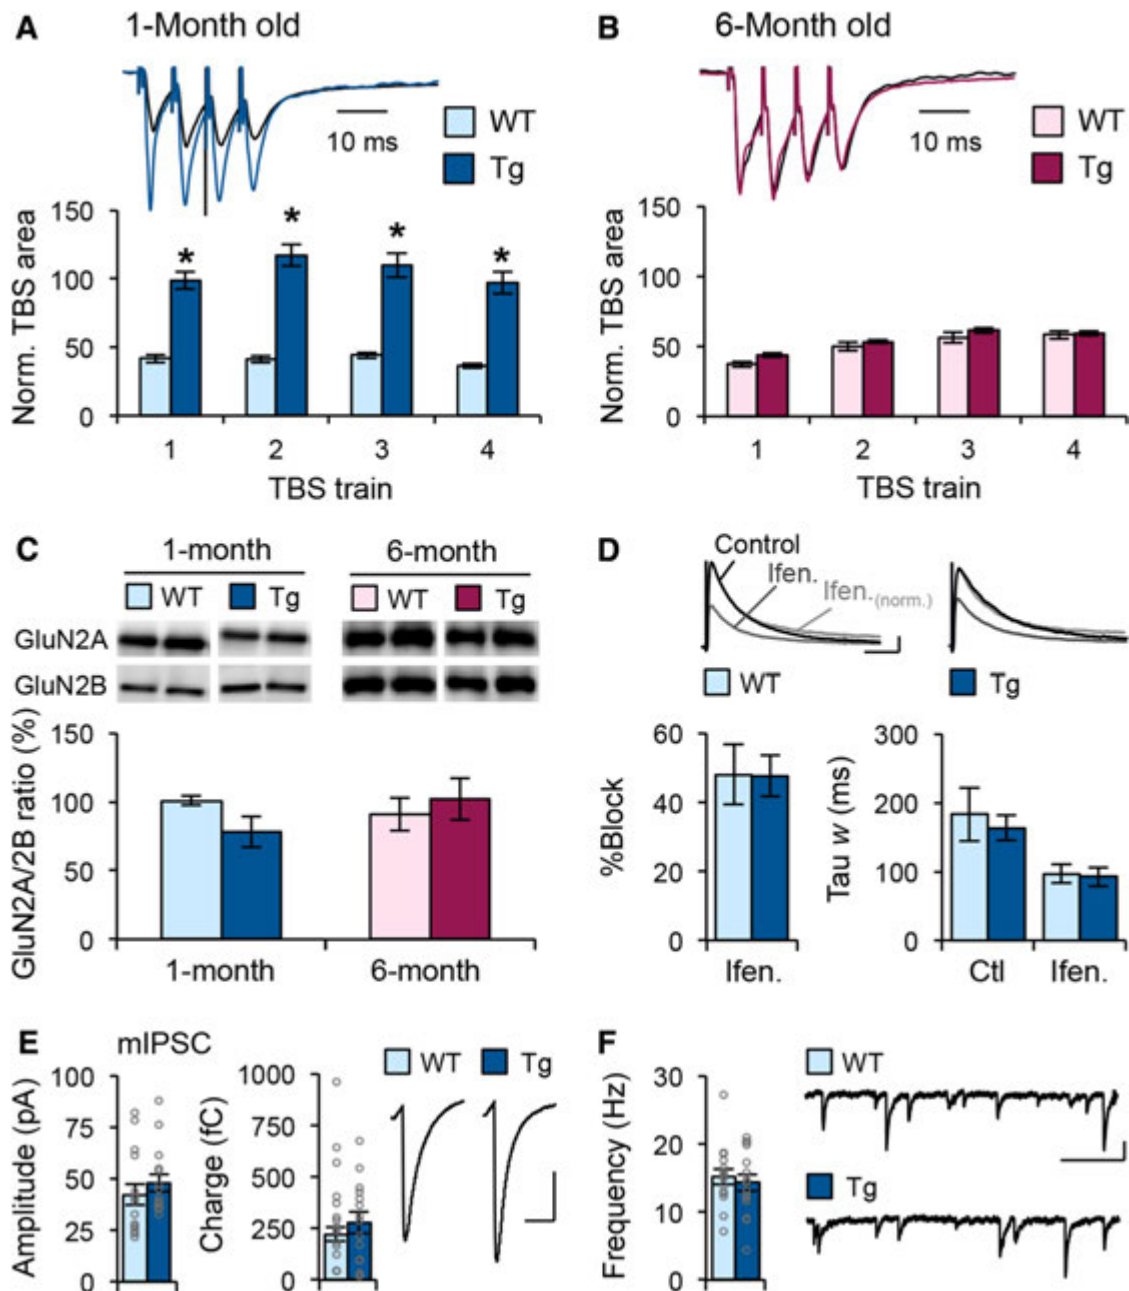 A 1-Month old
WT
Tg
10 ms
150
100
50
0
Norm. TBS area
* * * *
1 2 3 4
TBS train
B 6-Month old
WT
Tg
10 ms
150
100
50
0
Norm. TBS area
1 2 3 4
TBS train
C
1-month 6-month
WT Tg WT Tg
GluN2A
GluN2B
150
100
50
0
GluN2A/2B ratio (%)
1-month 6-month
D
Control
Ifen.
Ifen.(norm.)
WT Tg
60
40
20
0
%Block
Ifen.
300
200
100
0
Tau w (ms)
Ctl Ifen.
E mIPSC
WT Tg
100
75
50
25
0
Amplitude (pA)
1000
750
500
250
0
Charge (fC)
F
WT
Tg
30
20
10
0
Frequency (Hz)